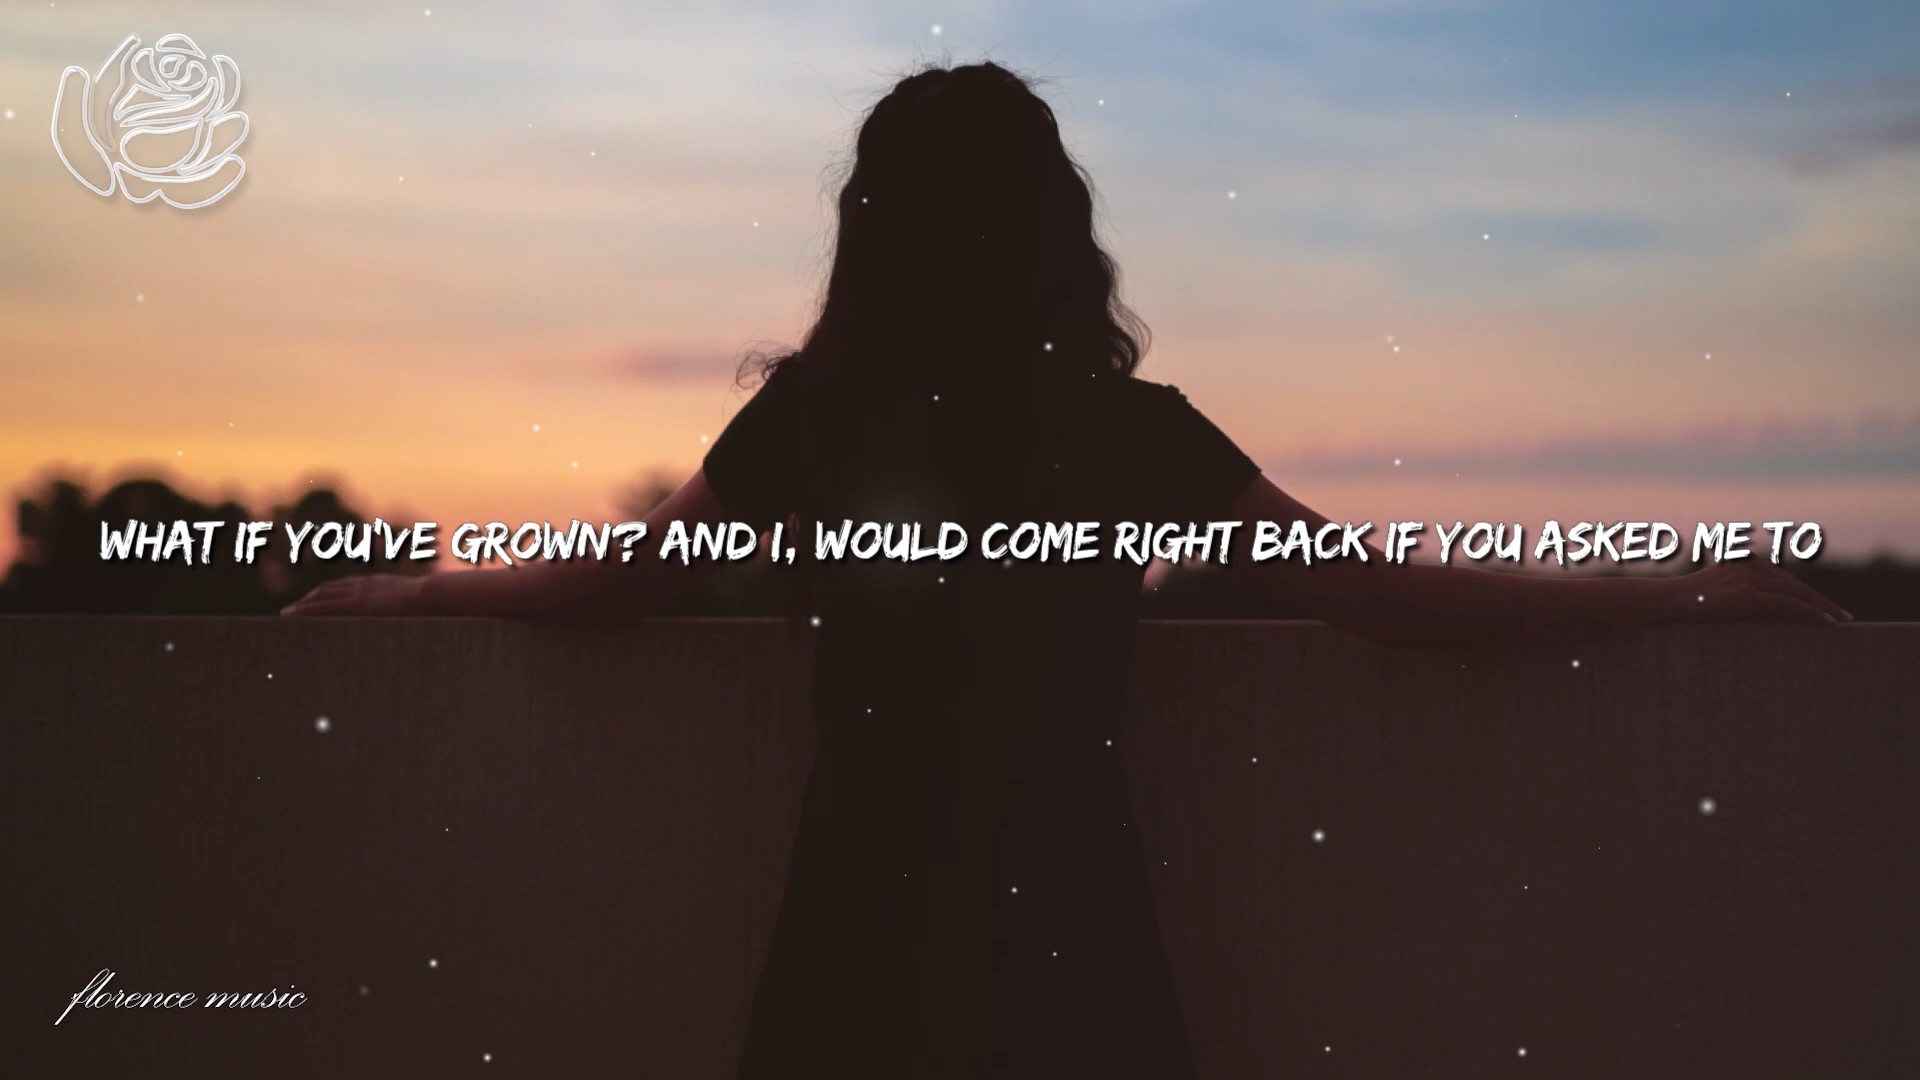 WHAT IF YOU'VE GROWN? AND I, WOULD COME RIGHT BACK IF YOU ASKED ME TO
florence music